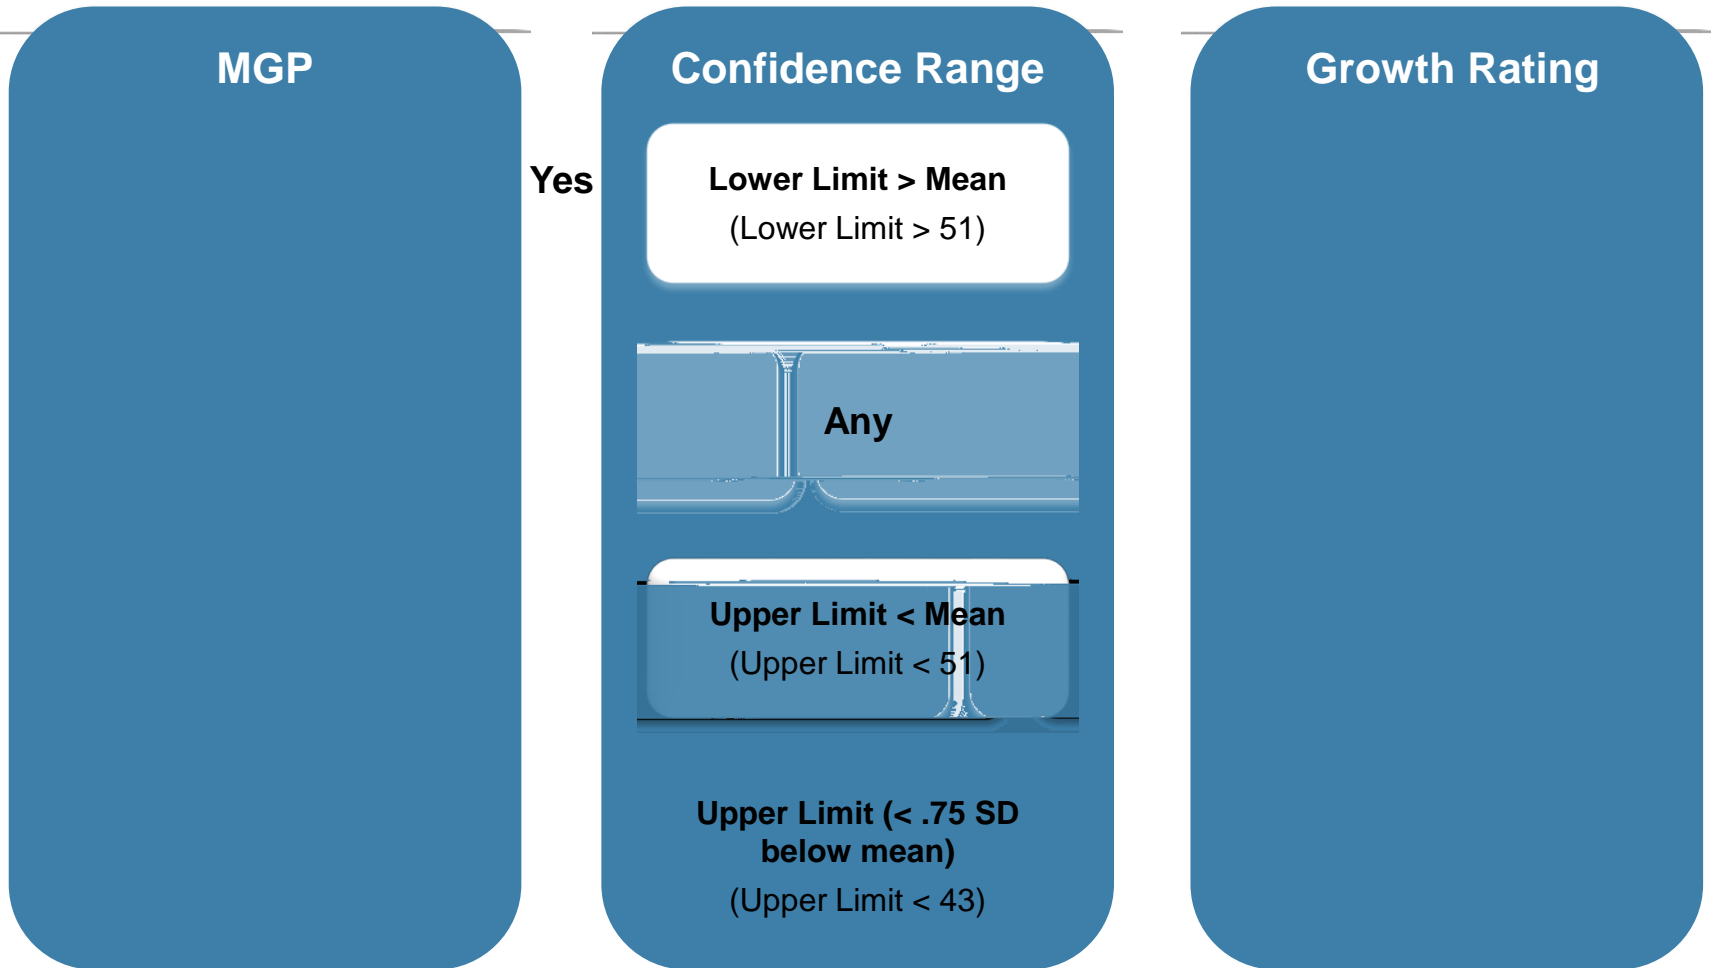 MGP
Yes
Confidence Range
Lower Limit > Mean
(Lower Limit > 51)
Any
Upper Limit < Mean
(Upper Limit < 51)
Upper Limit (< .75 SD
below mean)
(Upper Limit < 43)
Growth Rating